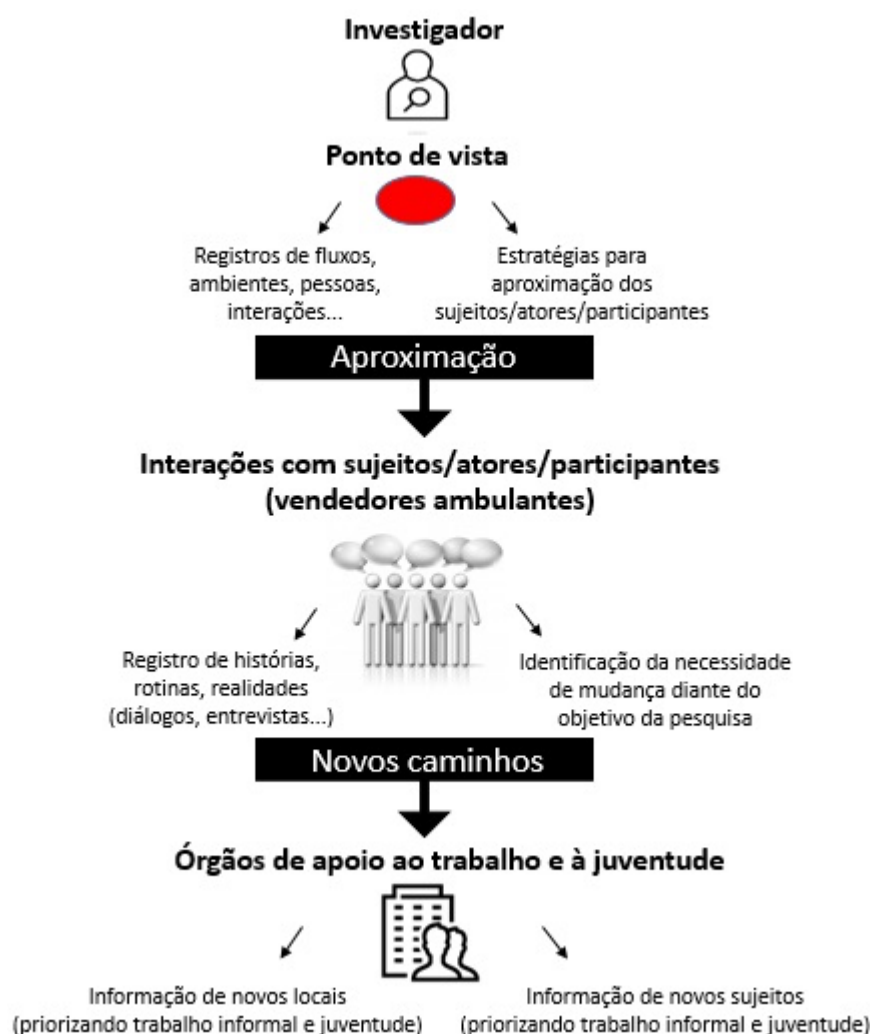 Investigador
Ponto de vista
Registros de fluxos,
ambientes, pessoas,
interações...
Estratégias para
aproximação dos
sujeitos/atores/participantes
Aproximação
Interações com sujeitos/atores/participantes
(vendedores ambulantes)
Registro de histórias,
rotinas, realidades
(diálogos, entrevistas...)
Identificação da necessidade
de mudança diante do
objetivo da pesquisa
Novos caminhos
Órgãos de apoio ao trabalho e à juventude
Informação de novos locais
(priorizando trabalho informal e juventude)
Informação de novos sujeitos
(priorizando trabalho informal e juventude)